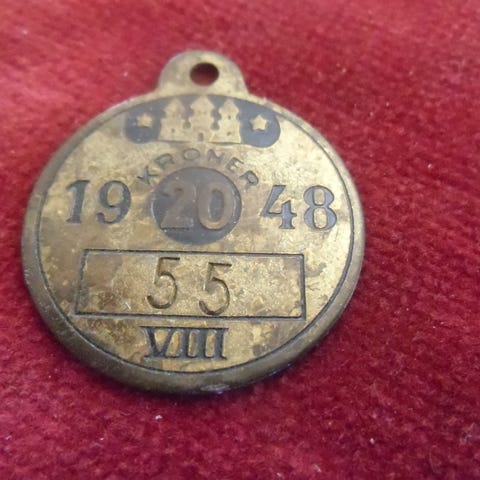 KRONER
19 20 48
55
VIII